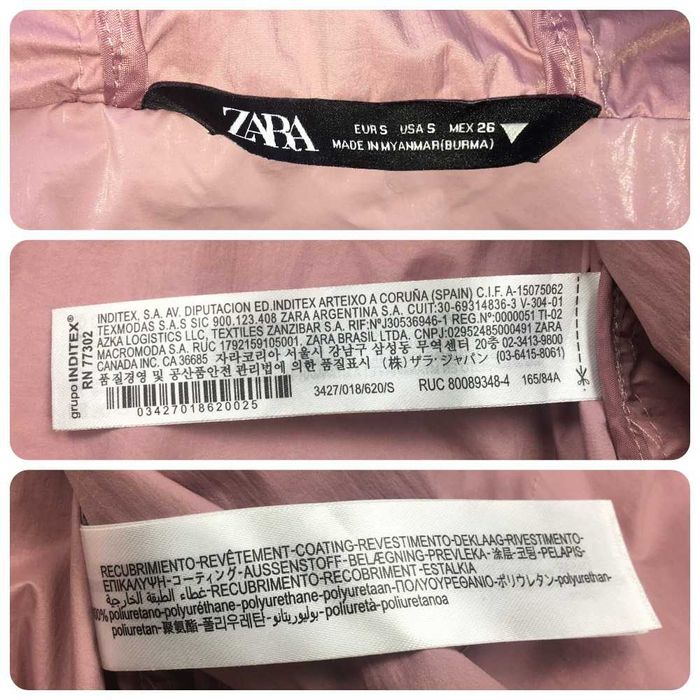 ZARA
EUR S USA S MEX 26
MADE IN MYANMAR(BURMA)
grupo INDITEX®
RN 77302
INDITEX, S.A. AV. DIPUTACION ED.INDITEX ARTEIXO A CORUÑA (SPAIN) C.I.F. A-15075062
TEXMODAS S.A.S SIC 900.123.408 ZARA ARGENTINA S.A. CUIT:30-69314836-3 V-304-01
AZKA LOGISTICS LLC, TEXTILES ZANZIBAR S.A. RIF:NºJ30536946-1 REG.Nº0000051 TI-02
MACROMODA S.A. RUC 1792159105001. ZARA BRASIL LTDA. CNPJ:02952485000491 ZARA
CANADA INC. CA 36685 자라코리아 서울시 강남구 삼성동 무역센터 20층 02-3413-9800
품질경영 및 공산품안전 관리법에 의한 품질표시 (株) ザラ・ジャパン (03-6415-8061)
3427/018/620/S RUC 80089348-4 165/84A
03427018620025
RECUBRIMIENTO-REVÊTEMENT-COATING-REVESTIMENTO-DEKLAAG-RIVESTIMENTO-
ΕΠΙΚΑΛΥΨΗ-コーティング-AUSSENSTOFF-BELÆGNING-PREVLEKA-涂层-코팅-PELAPIS-
غطاء الطبقة الخارجية-RECUBRIMENTO-RECOBRIMENT-ESTALKIA
100% poliuretano-polyuréthane-polyurethane-poliuretano-polyurethaan-ΠΟΛΥΟΥΡΕΘΑΝΙΟ-ポリウレタン-polyurethan-
poliuretan-聚氨酯-폴리우레탄-بوليوريتانو-poliuretà-poliuretanoa